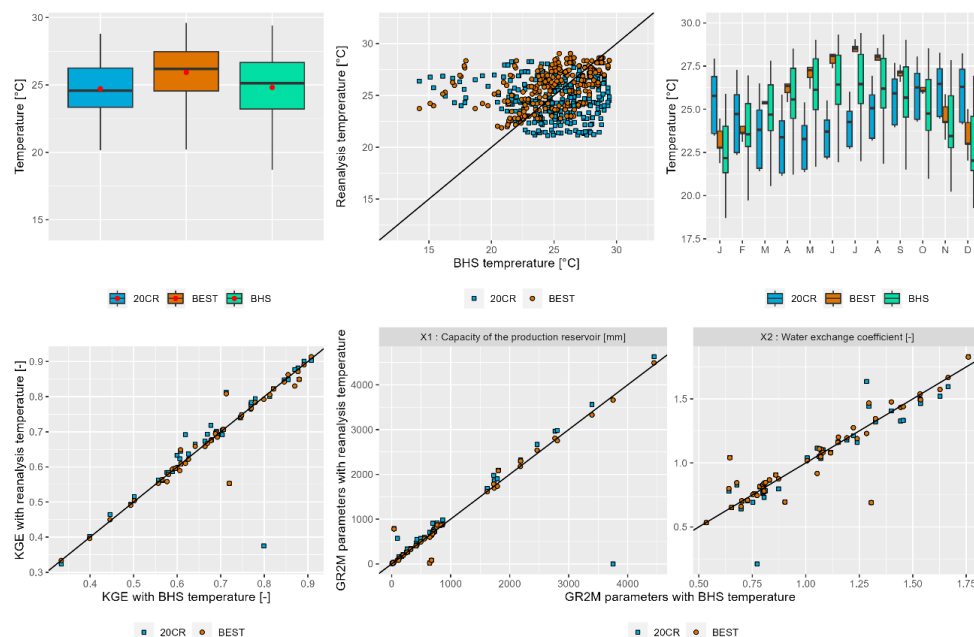 Temperature [°C]
30
25
20
15
20CR BEST BHS
Reanalysis temprerature [°C]
30
25
20
15
15 20 25 30
BHS temprerature [°C]
20CR BEST
Temperature [°C]
30.0
27.5
25.0
22.5
20.0
17.5
J F M A M J J A S O N D
20CR BEST BHS
KGE with reanalysis temperature [-]
0.9
0.8
0.7
0.6
0.5
0.4
0.3
0.4 0.5 0.6 0.7 0.8 0.9
KGE with BHS temperature [-]
20CR BEST
GR2M parameters with reanalysis temperature
X1 : Capacity of the production reservoir [mm]
4000
3000
2000
1000
0
0 1000 2000 3000 4000
X2 : Water exchange coefficient [-]
1.5
1.0
0.5
0.50 0.75 1.00 1.25 1.50 1.75
GR2M parameters with BHS temperature
20CR BEST